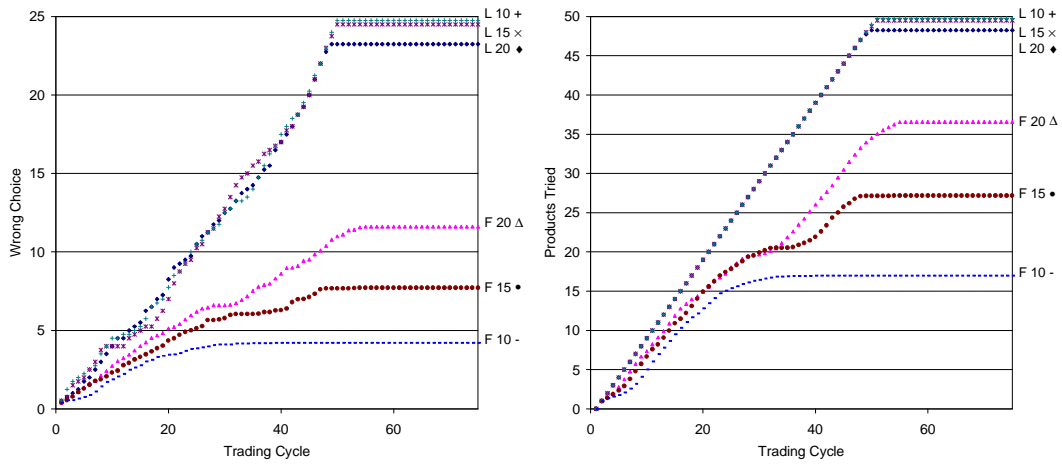 25
20
15
10
5
0
Wrong Choice
0
20
40
60
Trading Cycle
L 10 +
L 15 ×
L 20 ♦
F 20 Δ
F 15 ●
F 10 -
50
45
40
35
30
25
20
15
10
5
0
Products Tried
0
20
40
60
Trading Cycle
L 10 +
L 15 ×
L 20 ♦
F 20 Δ
F 15 ●
F 10 -